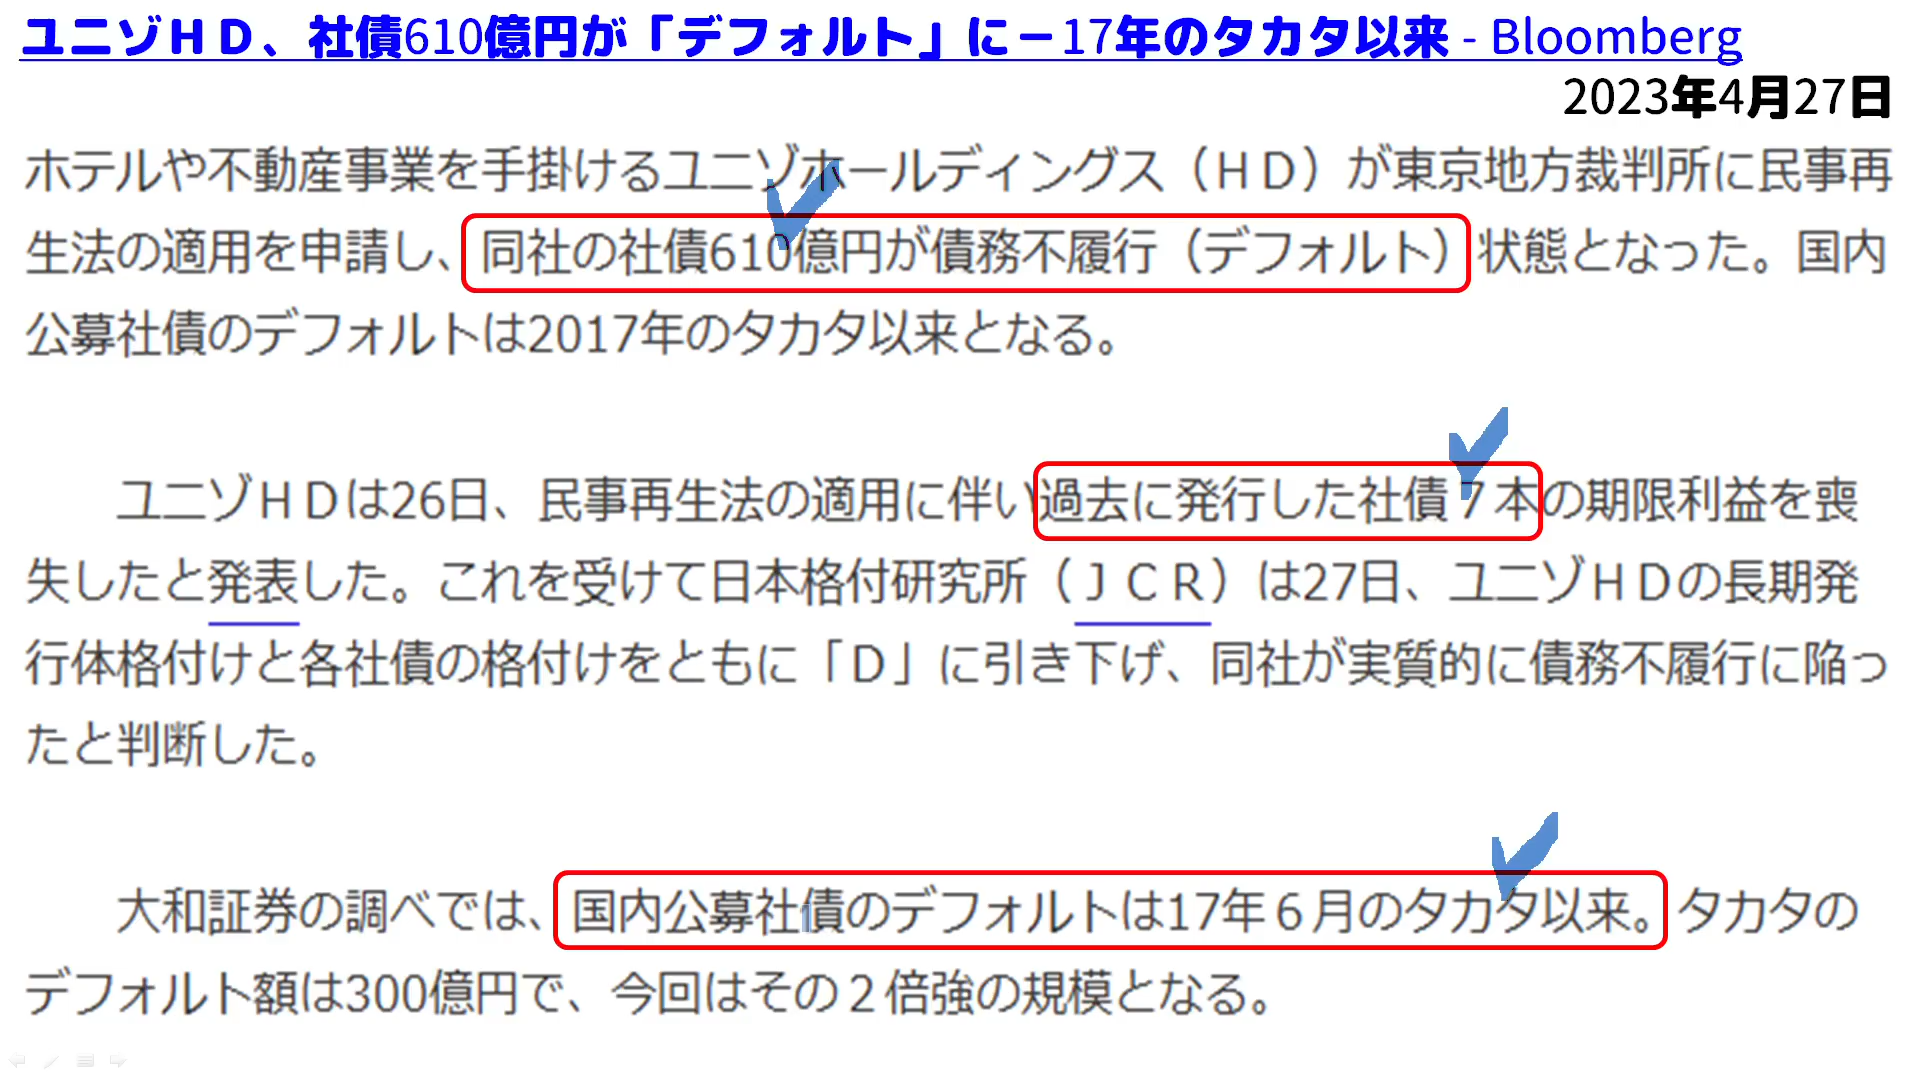 ユニゾＨＤ、社債610億円が「デフォルト」に－17年のタカタ以来 - Bloomberg
2023年4月27日
ホテルや不動産事業を手掛けるユニゾホールディングス（ＨＤ）が東京地方裁判所に民事再
生法の適用を申請し、同社の社債610億円が債務不履行（デフォルト）状態となった。国内
公募社債のデフォルトは2017年のタカタ以来となる。
ユニゾＨＤは26日、民事再生法の適用に伴い過去に発行した社債７本の期限利益を喪
失したと発表した。これを受けて日本格付研究所（ＪＣＲ）は27日、ユニゾＨＤの長期発
行体格付けと各社債の格付けをともに「Ｄ」に引き下げ、同社が実質的に債務不履行に陥っ
たと判断した。
大和証券の調べでは、国内公募社債のデフォルトは17年６月のタカタ以来。タカタの
デフォルト額は300億円で、今回はその２倍強の規模となる。